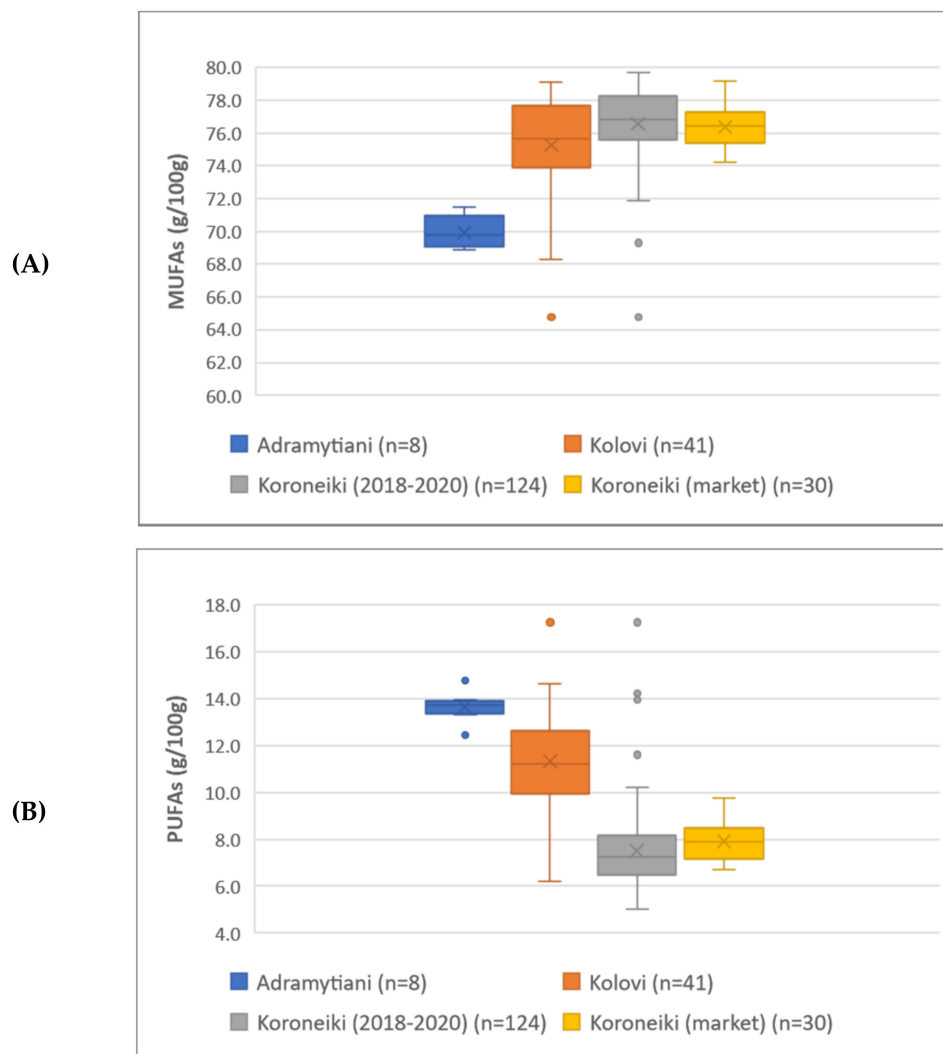 (A)
MUFAs (g/100g)
80.0
78.0
76.0
74.0
72.0
70.0
68.0
66.0
64.0
62.0
60.0
Adramytiani (n=8)
Kolovi (n=41)
Koroneiki (2018-2020) (n=124)
Koroneiki (market) (n=30)
(B)
PUFAs (g/100g)
18.0
16.0
14.0
12.0
10.0
8.0
6.0
4.0
Adramytiani (n=8)
Kolovi (n=41)
Koroneiki (2018-2020) (n=124)
Koroneiki (market) (n=30)